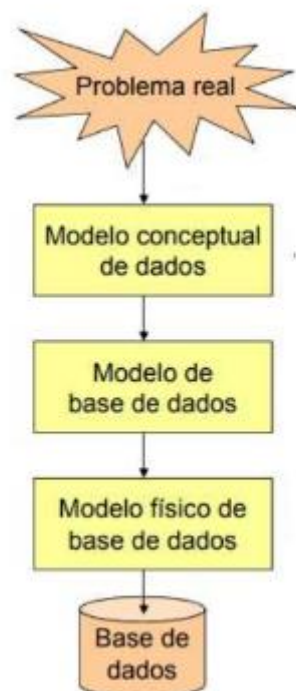 Problema real
Modelo conceptual
de dados
Modelo de
base de dados
Modelo físico de
base de dados
Base de
dados